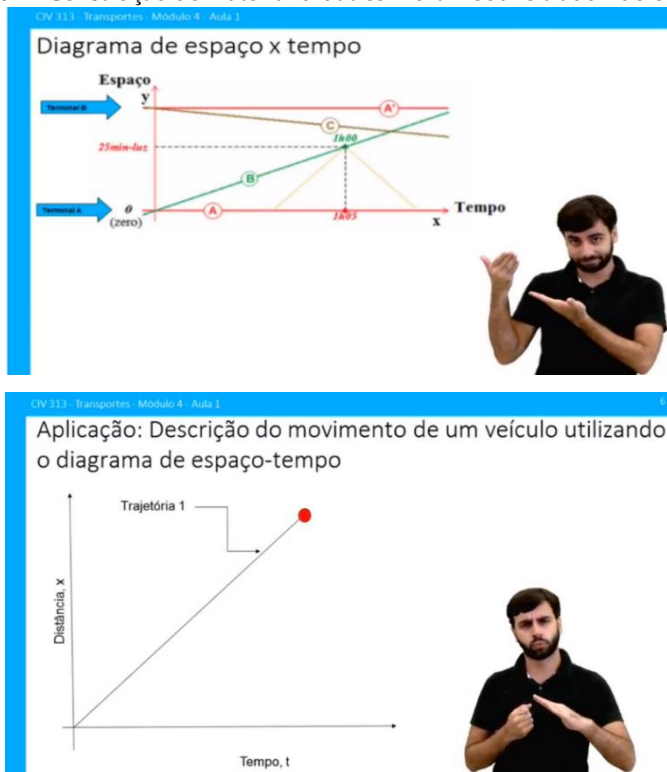 CIV 313 - Transportes - Módulo 4 - Aula 1
Diagrama de espaço x tempo
Espaço
y
Terminal B
A'
C
1h00
25min-luz
B
Terminal A
0
(zero)
A
1h05
x
Tempo
CIV 313 - Transportes - Módulo 4 - Aula 1
6
Aplicação: Descrição do movimento de um veículo utilizando
o diagrama de espaço-tempo
Trajetória 1
Distância, x
Tempo, t